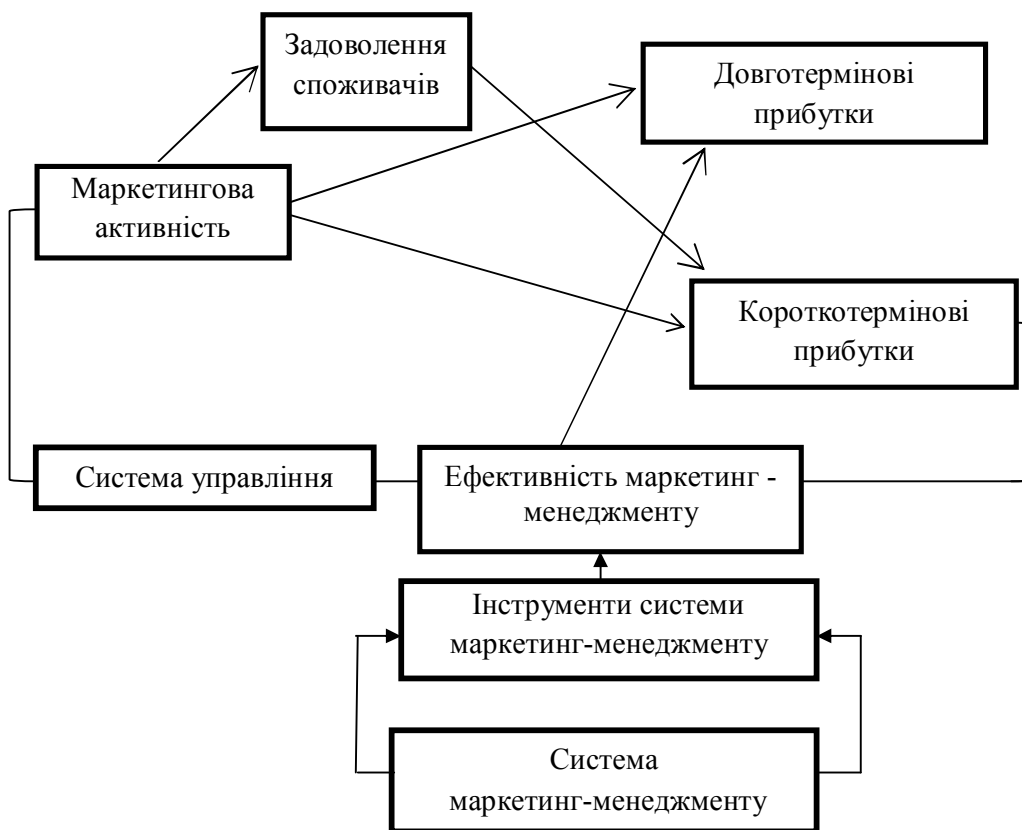 Задоволення
споживачів
Довготермінові
прибутки
Маркетингова
активність
Короткотермінові
прибутки
Система управління
Ефективність маркетинг -
менеджменту
Інструменти системи
маркетинг-менеджменту
Система
маркетинг-менеджменту